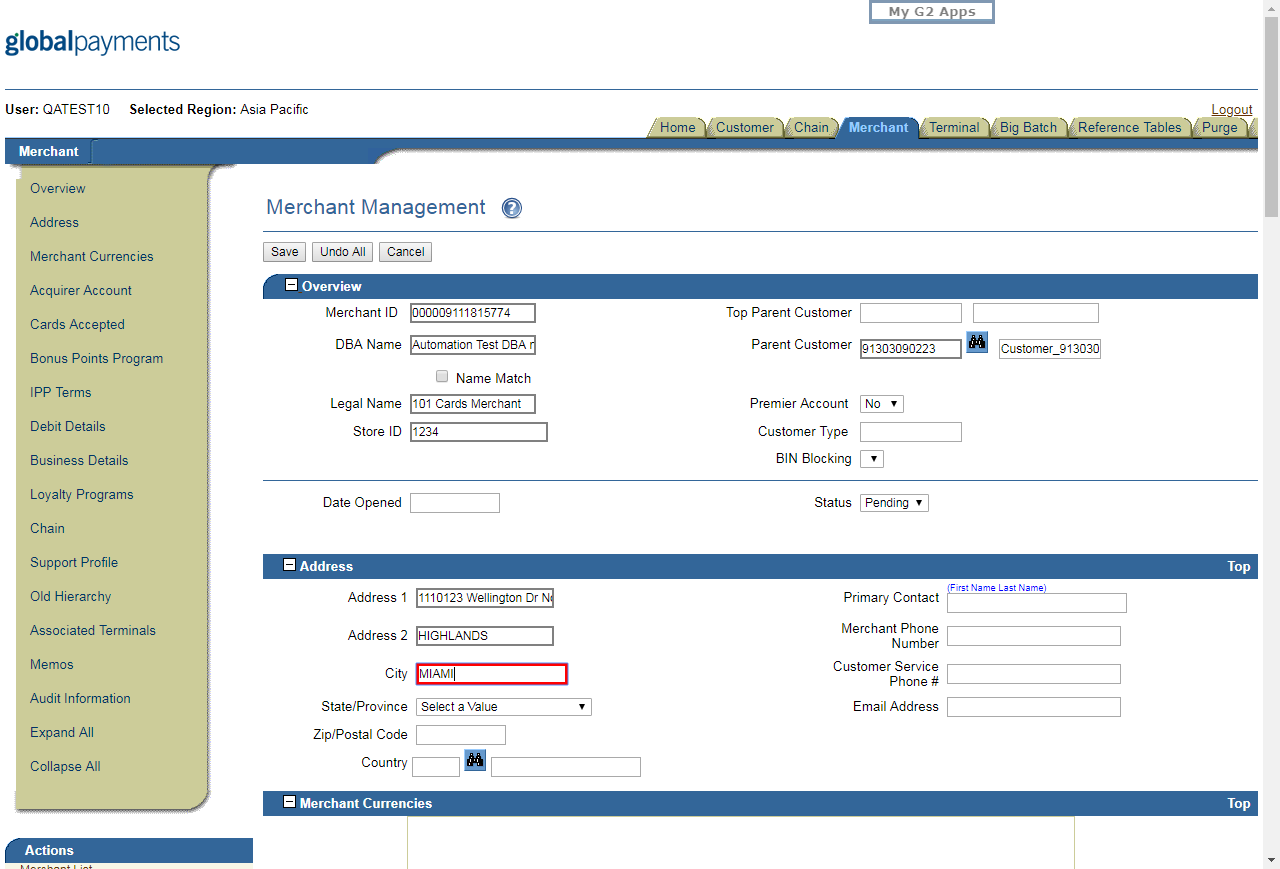 My G2 Apps
globalpayments
User: QATEST10 Selected Region: Asia Pacific
Logout
Home Customer Chain Merchant Terminal Big Batch Reference Tables Purge
Merchant
Overview
Address
Merchant Currencies
Acquirer Account
Cards Accepted
Bonus Points Program
IPP Terms
Debit Details
Business Details
Loyalty Programs
Chain
Support Profile
Old Hierarchy
Associated Terminals
Memos
Audit Information
Expand All
Collapse All
Actions
Merchant List
Merchant Management ?
Save Undo All Cancel
Overview
Merchant ID 000009111815774 Top Parent Customer
DBA Name Automation Test DBA Parent Customer 91303090223 Customer_913030
Name Match
Legal Name 101 Cards Merchant Premier Account No
Store ID 1234 Customer Type
BIN Blocking
Date Opened Status Pending
Address Top
(First Name Last Name)
Address 1 1110123 Wellington Dr Primary Contact
Address 2 HIGHLANDS Merchant Phone
Number
City MIAMI Customer Service
Phone #
State/Province Select a Value Email Address
Zip/Postal Code
Country
Merchant Currencies Top